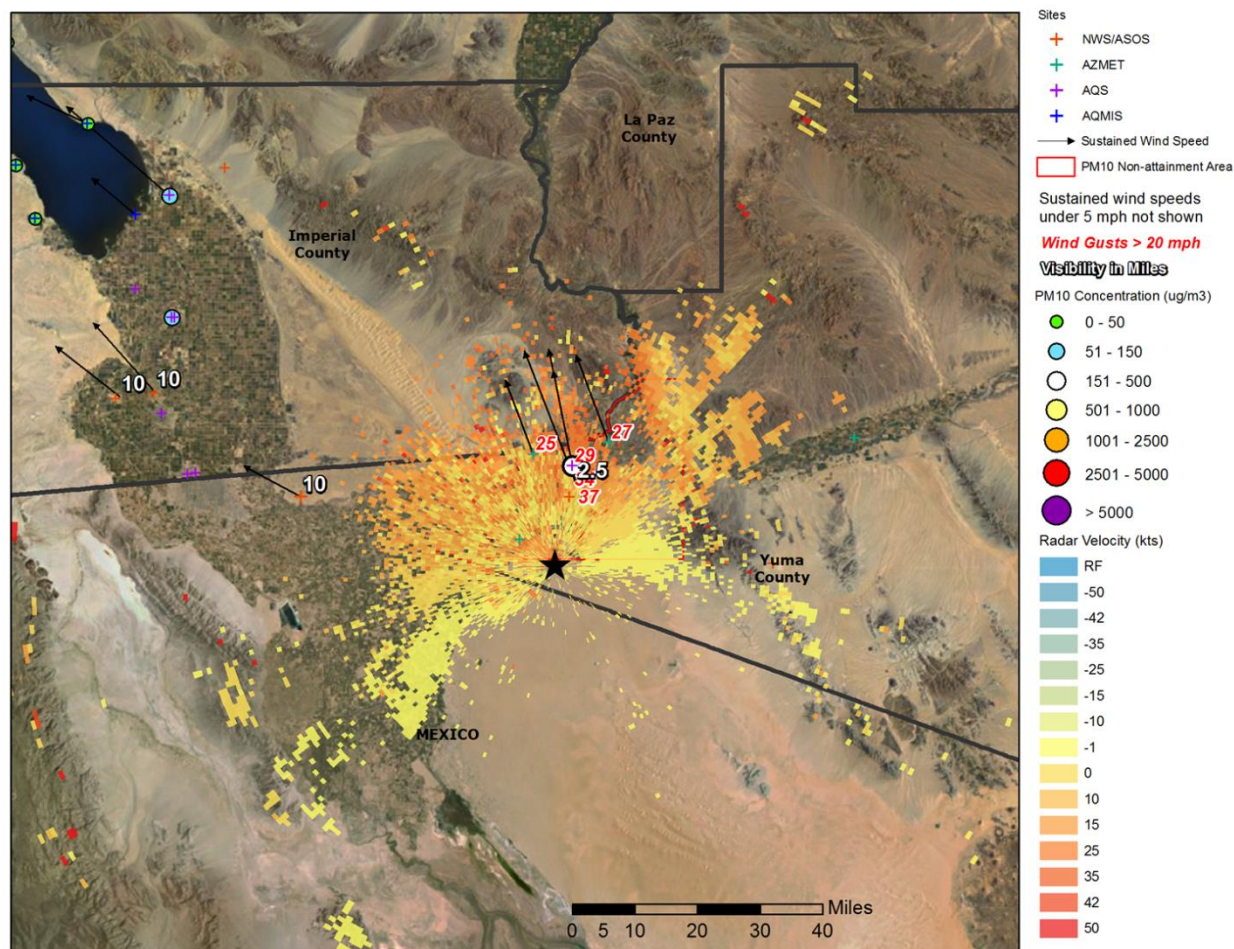 La Paz
County
Imperial
County
10
10
10
25
27
29
2.5
34
37
Yuma
County
MEXICO
Miles
0 5 10 20 30 40
Sites
NWS/ASOS
AZMET
AQS
AQMIS
Sustained Wind Speed
PM10 Non-attainment Area
Sustained wind speeds
under 5 mph not shown
Wind Gusts > 20 mph
Visibility in Miles
PM10 Concentration (ug/m3)
0 - 50
51 - 150
151 - 500
501 - 1000
1001 - 2500
2501 - 5000
> 5000
Radar Velocity (kts)
RF
-50
-42
-35
-25
-15
-10
-1
0
10
15
25
35
42
50